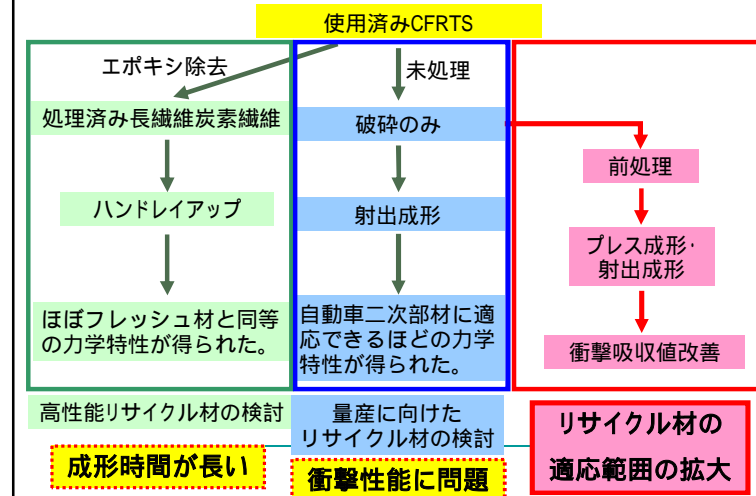 使用済みCFRTS
エポキシ除去
未処理
処理済み長繊維炭素繊維
ハンドレイアップ
ほぼフレッシュ材と同等
の力学特性が得られた。
高性能リサイクル材の検討
成形時間が長い
破砕のみ
射出成形
自動車二次部材に適
応できるほどの力学
特性が得られた。
量産に向けた
リサイクル材の検討
衝撃性能に問題
前処理
プレス成形・
射出成形
衝撃吸収値改善
リサイクル材の
適応範囲の拡大